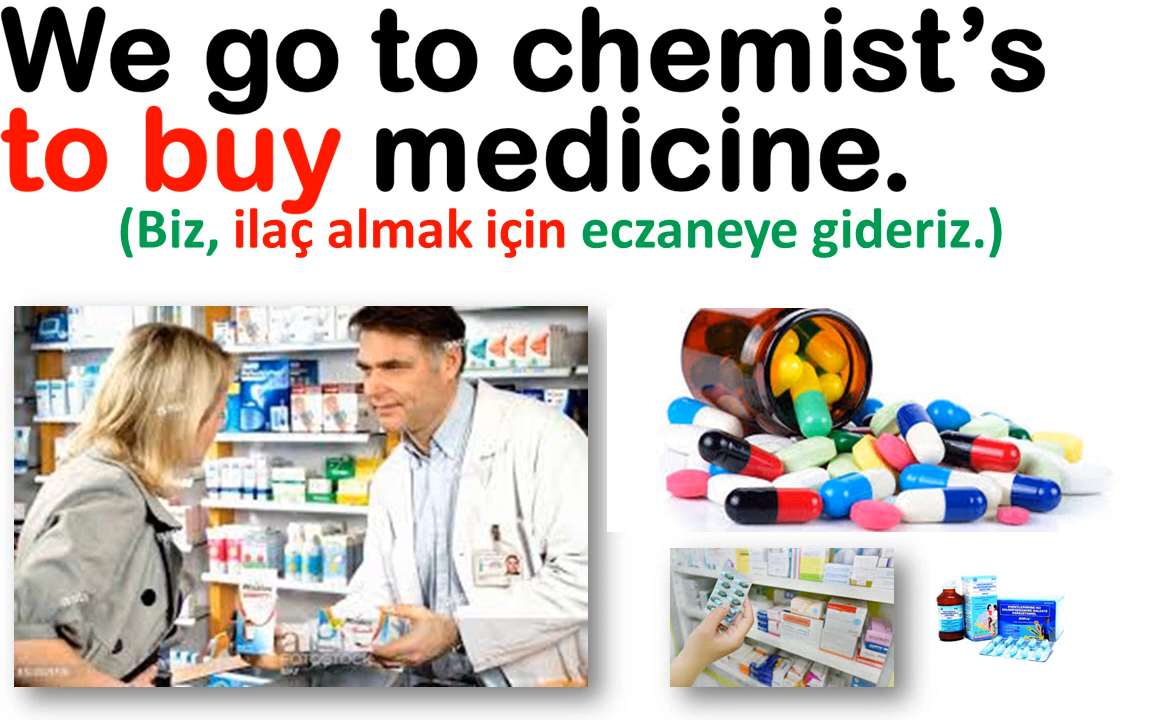 We go to chemist’s
to buy medicine.
(Biz, ilaç almak için eczaneye gideriz.)